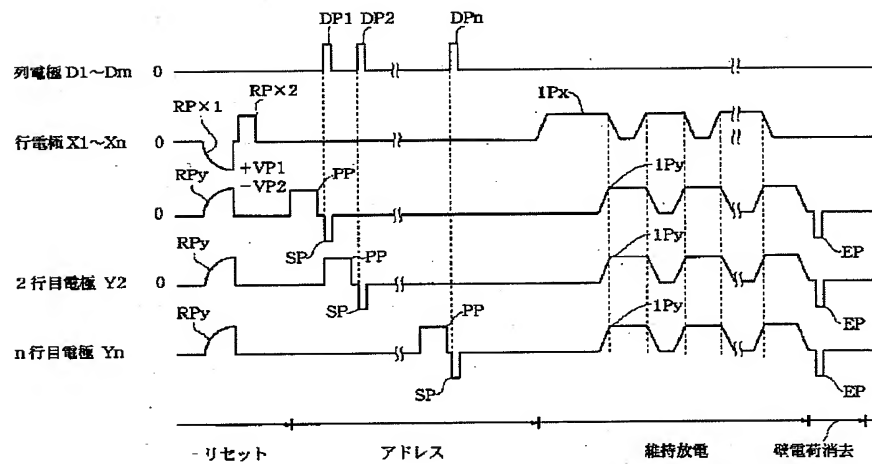 DP1 DP2 DPn
列電極 D1～Dm 0
RP×1 RP×2 1Px
行電極 X1～Xn 0
+VP1
-VP2
RPy PP 1Py
0
SP EP
RPy PP 1Py
2行目電極 Y2 0
SP EP
RPy PP 1Py
n行目電極 Yn
SP EP
リセット アドレス 維持放電 壁電荷消去